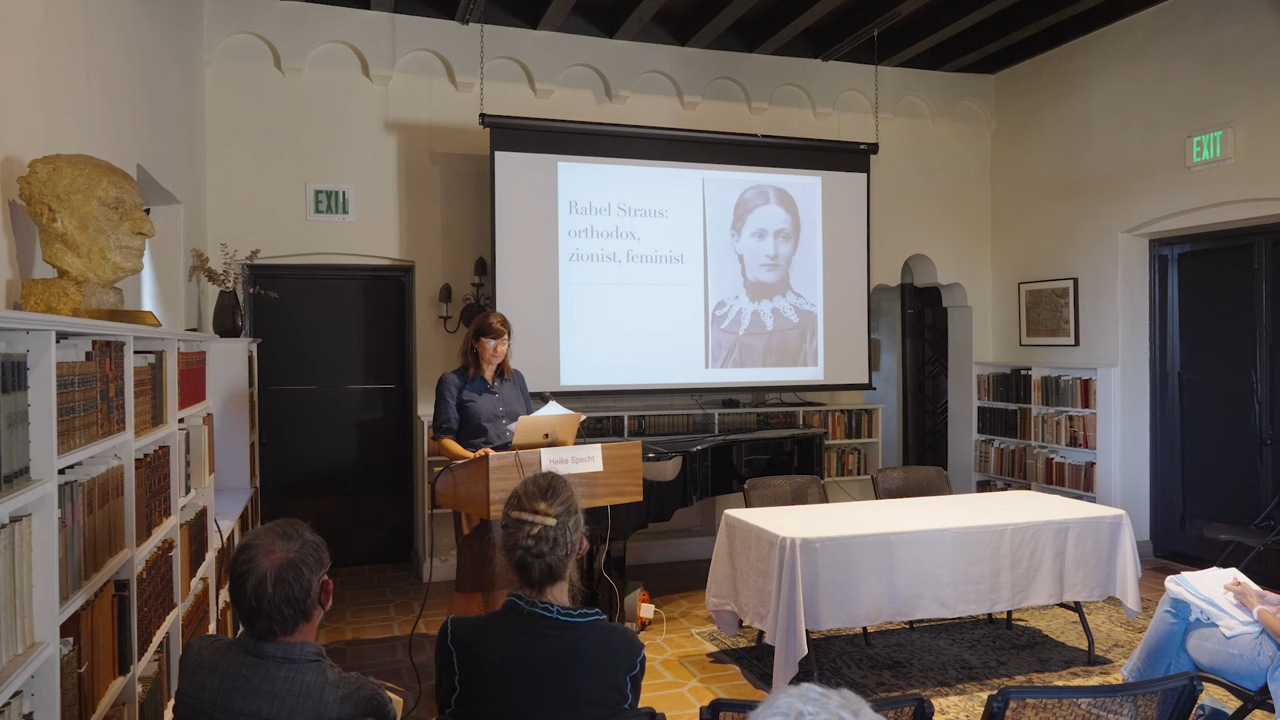 EXIT
EXIT
Rahel Straus:
orthodox,
zionist, feminist
Heike Specht